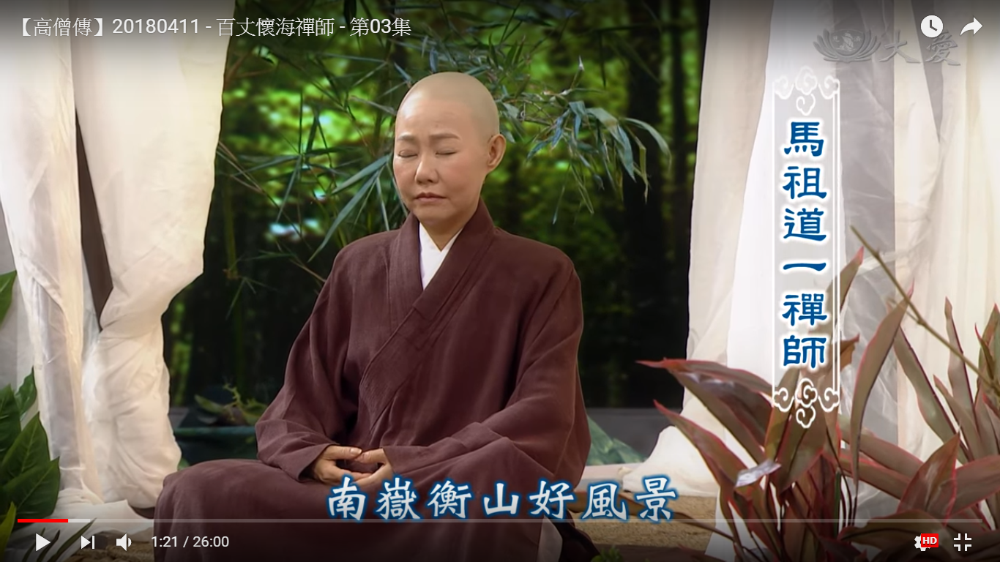 【高僧傳】20180411 - 百丈懷海禪師 - 第03集
大愛
馬祖道一禪師
南嶽衡山好風景
1:21 / 26:00
HD